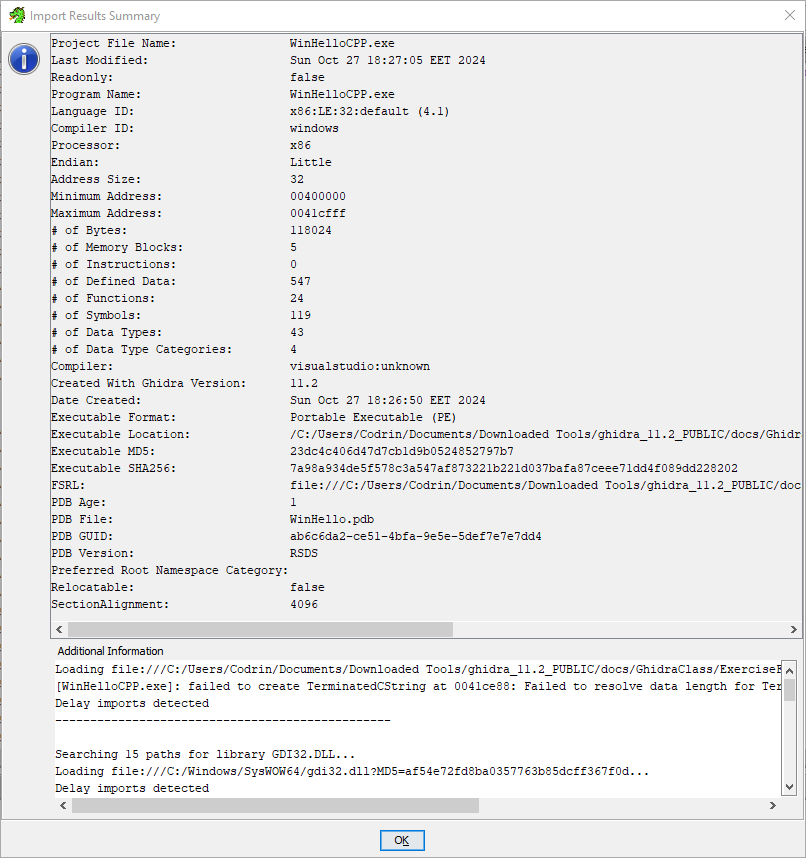 Import Results Summary
Project File Name: WinHelloCPP.exe
Last Modified: Sun Oct 27 18:27:05 EET 2024
Readonly: false
Program Name: WinHelloCPP.exe
Language ID: x86:LE:32:default (4.1)
Compiler ID: windows
Processor: x86
Endian: Little
Address Size: 32
Minimum Address: 00400000
Maximum Address: 0041cfff
# of Bytes: 118024
# of Memory Blocks: 5
# of Instructions: 0
# of Defined Data: 547
# of Functions: 24
# of Symbols: 119
# of Data Types: 43
# of Data Type Categories: 4
Compiler: visualstudio:unknown
Created With Ghidra Version: 11.2
Date Created: Sun Oct 27 18:26:50 EET 2024
Executable Format: Portable Executable (PE)
Executable Location: /C:/Users/Codrin/Documents/Downloaded Tools/ghidra_11.2_PUBLIC/docs/Ghidr
Executable MD5: 23dc4c406d47d7cb1d9b0524852797b7
Executable SHA256: 7a98a934de5f578c3a547af873221b221d037bafa87ceee71dd4f089dd228202
FSRL: file:///C:/Users/Codrin/Documents/Downloaded Tools/ghidra_11.2_PUBLIC/doc
PDB Age: 1
PDB File: WinHello.pdb
PDB GUID: ab6c6da2-ce51-4bfa-9e5e-5def7e7e7dd4
PDB Version: RSDS
Preferred Root Namespace Category:
Relocatable: false
SectionAlignment: 4096
Additional Information
Loading file:///C:/Users/Codrin/Documents/Downloaded Tools/ghidra_11.2_PUBLIC/docs/GhidraClass/ExerciseF
[WinHelloCPP.exe]: failed to create TerminatedCString at 0041ce88: Failed to resolve data length for Ter
Delay imports detected
------------------------------------------------
Searching 15 paths for library GDI32.DLL...
Loading file:///C:/Windows/SysWOW64/gdi32.dll?MD5=af54e72fd8ba0357763b85dcff367f0d...
Delay imports detected
OK